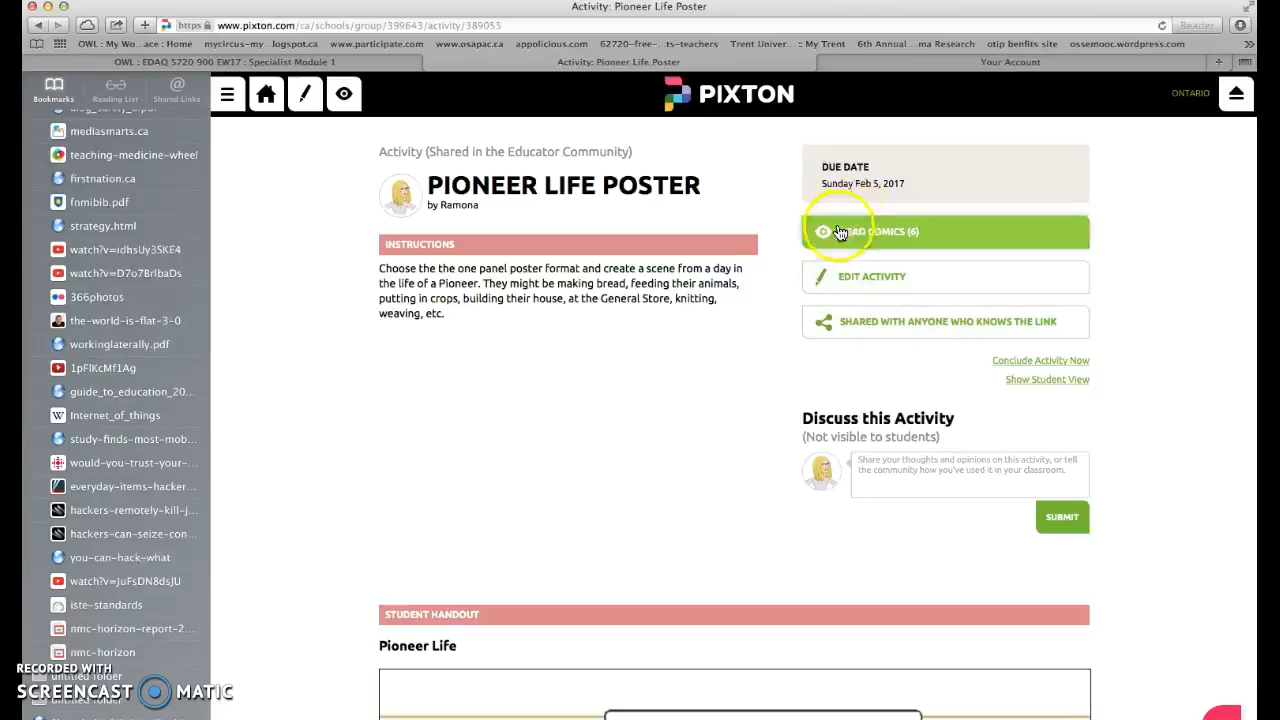 Activity: Pioneer Life Poster
https www.pixton.com/ca/schools/group/399643/activity/389055
Reader
OWL : My Wo...ace : Home mycircus-my...logspot.ca www.participate.com www.osapac.ca appolicious.com 62720-free-...ts-teachers Trent Univer... :: My Trent 6th Annual ...ma Research otip benfits site ossemooc.wordpress.com
OWL : EDAQ 5720 900 EW17 : Specialist Module 1
Activity: Pioneer Life Poster
Your Account
Bookmarks Reading List Shared Links
mediasmarts.ca
teaching-medicine-wheel
firstnation.ca
fnmibib.pdf
strategy.html
watch?v=idhsUy3SKE4
watch?v=D7o7BrlbaDs
366photos
the-world-is-flat-3-0
workinglaterally.pdf
1pFlKcMf1Ag
guide_to_education_20...
Internet_of_things
study-finds-most-mob...
would-you-trust-your-...
everyday-items-hacker...
hackers-remotely-kill-j...
hackers-can-seize-con...
you-can-hack-what
watch?v=JuFsDN8dsJU
iste-standards
nmc-horizon-report-2...
nmc-horizon
untitled folder
RECORDED WITH
SCREENCAST MATIC
PIXTON
ONTARIO
Activity (Shared in the Educator Community)
PIONEER LIFE POSTER
by Ramona
INSTRUCTIONS
Choose the the one panel poster format and create a scene from a day in
the life of a Pioneer. They might be making bread, feeding their animals,
putting in crops, building their house, at the General Store, knitting,
weaving, etc.
DUE DATE
Sunday Feb 5, 2017
COMICS (6)
EDIT ACTIVITY
SHARED WITH ANYONE WHO KNOWS THE LINK
Conclude Activity Now
Show Student View
Discuss this Activity
(Not visible to students)
Share your thoughts and opinions on this activity, or tell
the community how you've used it in your classroom.
SUBMIT
STUDENT HANDOUT
Pioneer Life